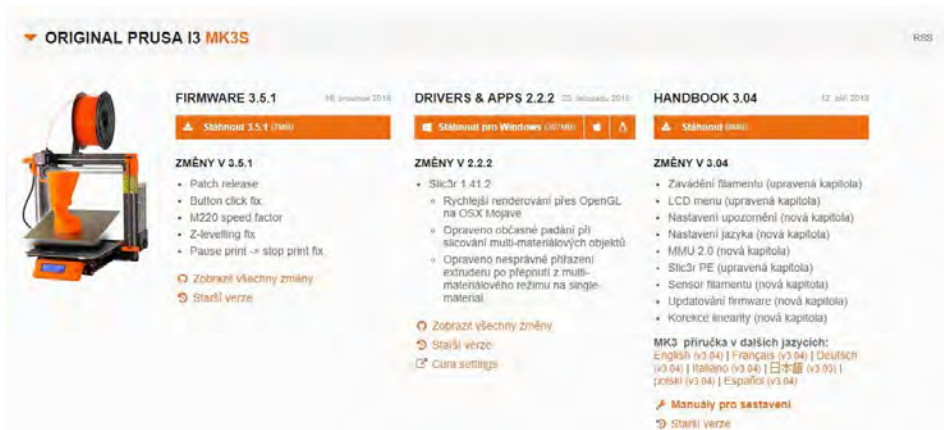 ORIGINAL PRUSA I3 MK3S
RSS
FIRMWARE 3.5.1
2018
Stáhnout 3.5.1 (7MB)
ZMĚNY V 3.5.1
Patch release
Button click fix
M220 speed factor
Z-levelling fix
Pause print -> stop print fix
Zobrazit všechny změny
Starší verze
DRIVERS & APPS 2.2.2
listopadu 2018
Stáhnout pro Windows
ZMĚNY V 2.2.2
Slic3r 1.41.2
Rychlejší renderování přes OpenGL
na OSX Mojave
Opraveno občasné padání při
slicování multi-materiálových objektů
Opraveno nesprávné přiřazení
extruderu po přepnutí z multi-
materiálového režimu na single-
material
Zobrazit všechny změny
Starší verze
Cura settings
HANDBOOK 3.04
12. září 2018
Stáhnout
ZMĚNY V 3.04
Zavádění filamentu (upravená kapitola)
LCD menu (upravená kapitola)
Nastavení upozornění (nová kapitola)
Nastavení jazyka (nová kapitola)
MMU 2.0 (nová kapitola)
Slic3r PE (upravená kapitola)
Sensor filamentu (nová kapitola)
Updatování firmware (nová kapitola)
Korekce linearity (nová kapitola)
MK3 příručka v dalších jazycích:
English (v3.04) | Français (v3.04) | Deutsch
(v3.04) | Italiano (v3.04) | 日本語 (v3.03) |
polski (v3.04) | Español (v3.04)
Manuály pro sestavení
Starší verze